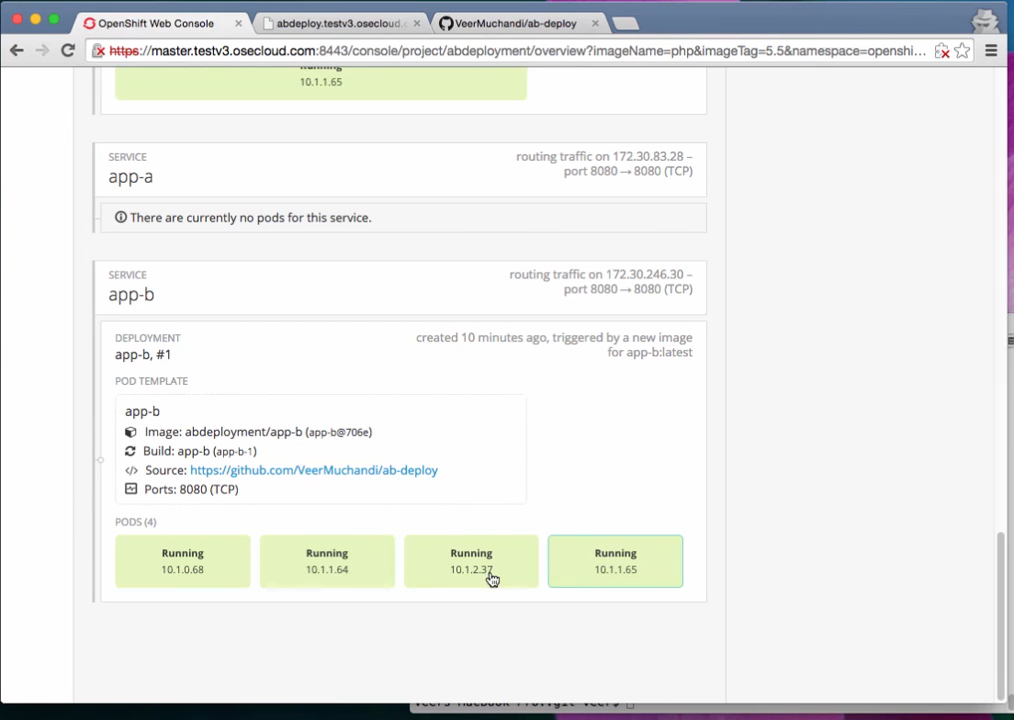 OpenShift Web Console
abdeploy.testv3.osecloud.c
VeerMuchandi/ab-deploy
https://master.testv3.osecloud.com:8443/console/project/abdeployment/overview?imageName=php&imageTag=5.5&namespace=openshi...
Running
10.1.1.65
SERVICE
app-a
routing traffic on 172.30.83.28 –
port 8080 → 8080 (TCP)
There are currently no pods for this service.
SERVICE
app-b
routing traffic on 172.30.246.30 –
port 8080 → 8080 (TCP)
DEPLOYMENT
app-b, #1
created 10 minutes ago, triggered by a new image
for app-b:latest
POD TEMPLATE
app-b
Image: abdeployment/app-b (app-b@706e)
Build: app-b (app-b-1)
Source: https://github.com/VeerMuchandi/ab-deploy
Ports: 8080 (TCP)
PODS (4)
Running
10.1.0.68
Running
10.1.1.64
Running
10.1.2.37
Running
10.1.1.65